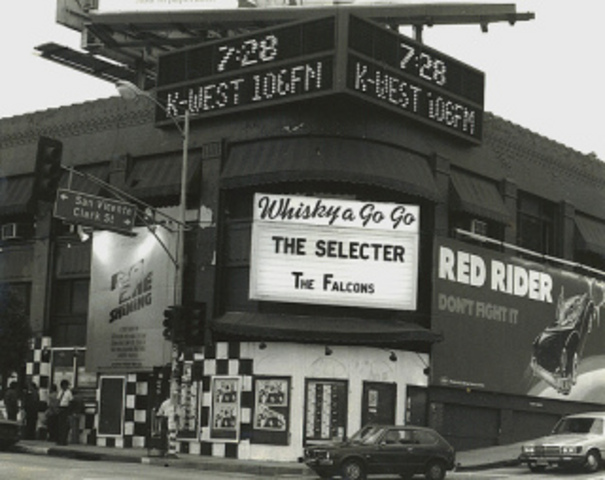 7:28
K-WEST 106FM
7:28
K-WEST 106FM
San Vicente
Clark St
Whisky a Go Go
THE SELECTER
THE FALCONS
RED RIDER
DON'T FIGHT IT
SHINING